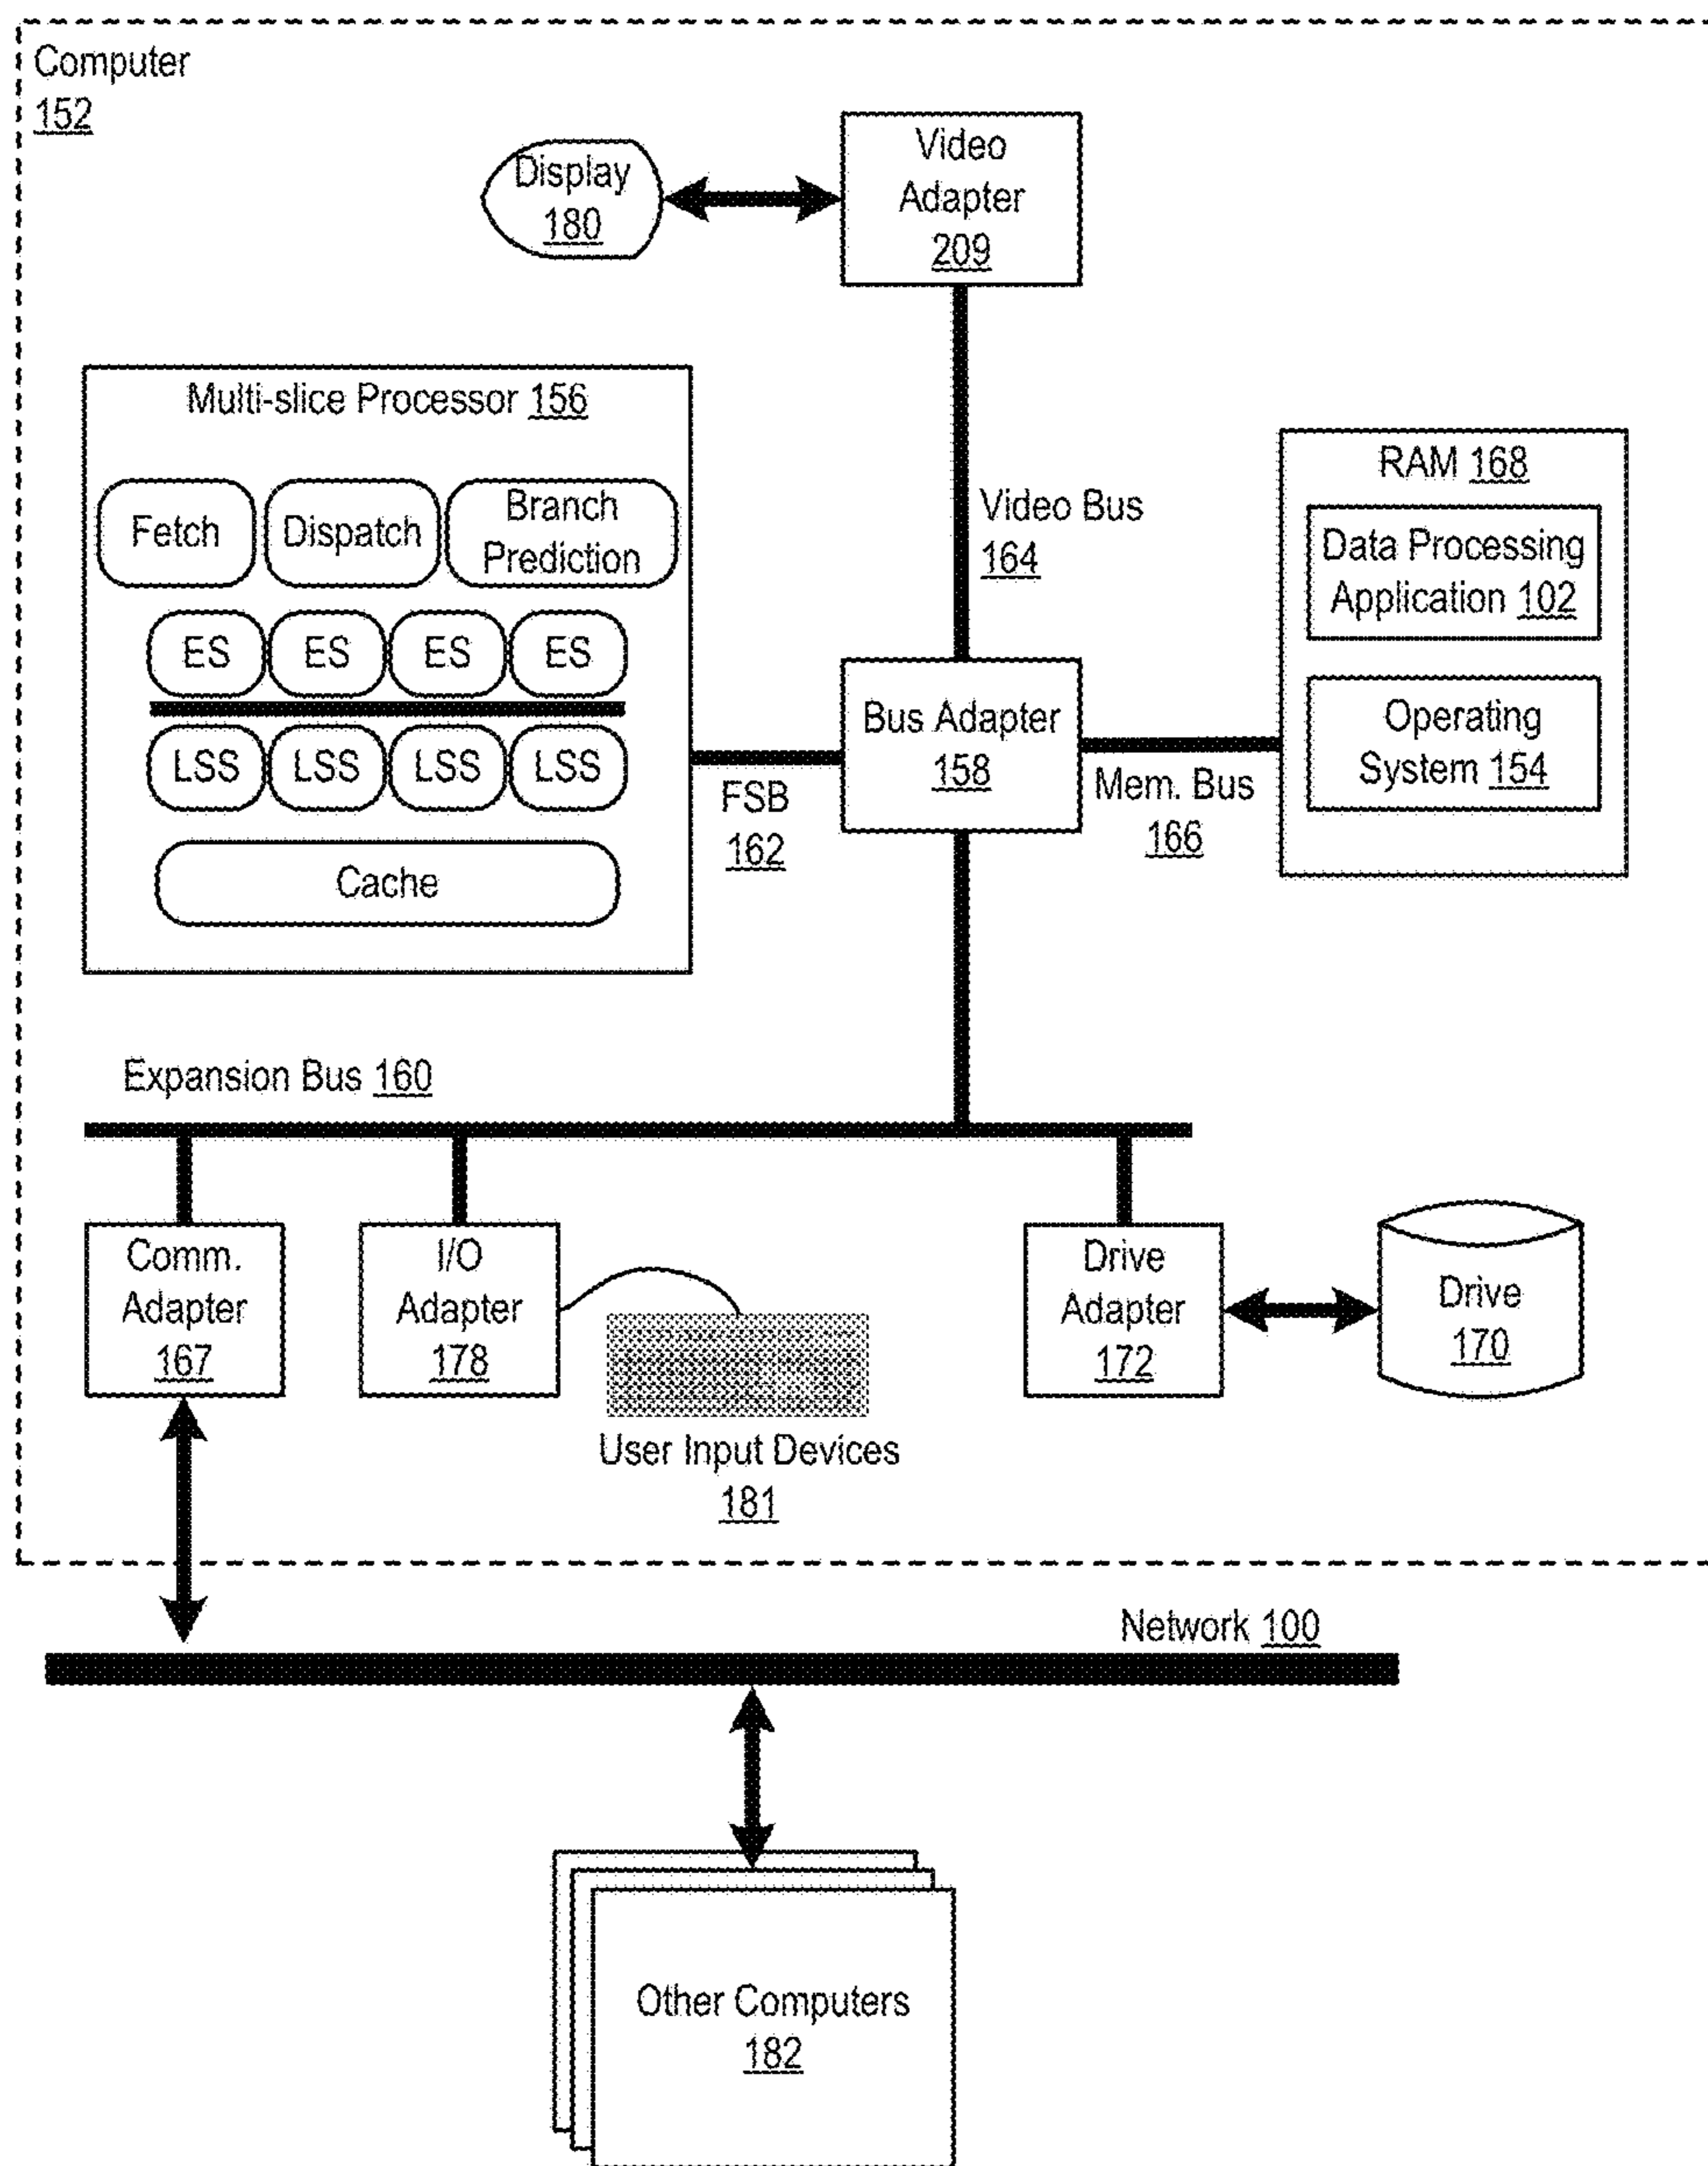 Computer
152
Display
180
Video
Adapter
209
Multi-slice Processor 156
Fetch
Dispatch
Branch
Prediction
ES
ES
ES
ES
LSS
LSS
LSS
LSS
Cache
Video Bus
164
RAM 168
Data Processing
Application 102
Operating
System 154
Bus Adapter
158
FSB
162
Mem. Bus
166
Expansion Bus 160
Comm.
Adapter
167
I/O
Adapter
178
User Input Devices
181
Drive
Adapter
172
Drive
170
Network 100
Other Computers
182